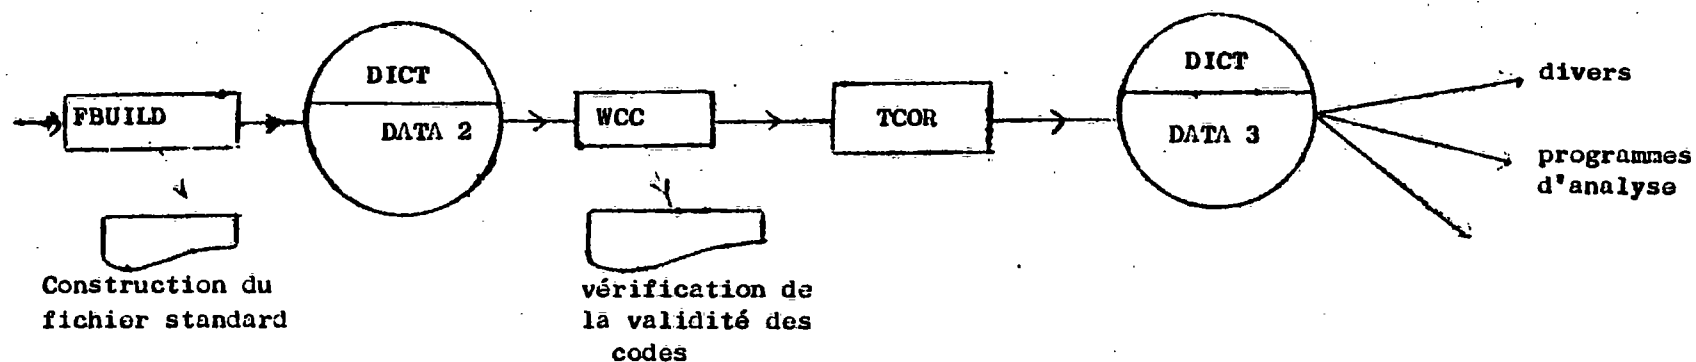 FBUILD
DICT
DATA 2
WCC
TCOR
DICT
DATA 3
divers
programmes
d'analyse
Construction du
fichier standard
vérification de
la validité des
codes